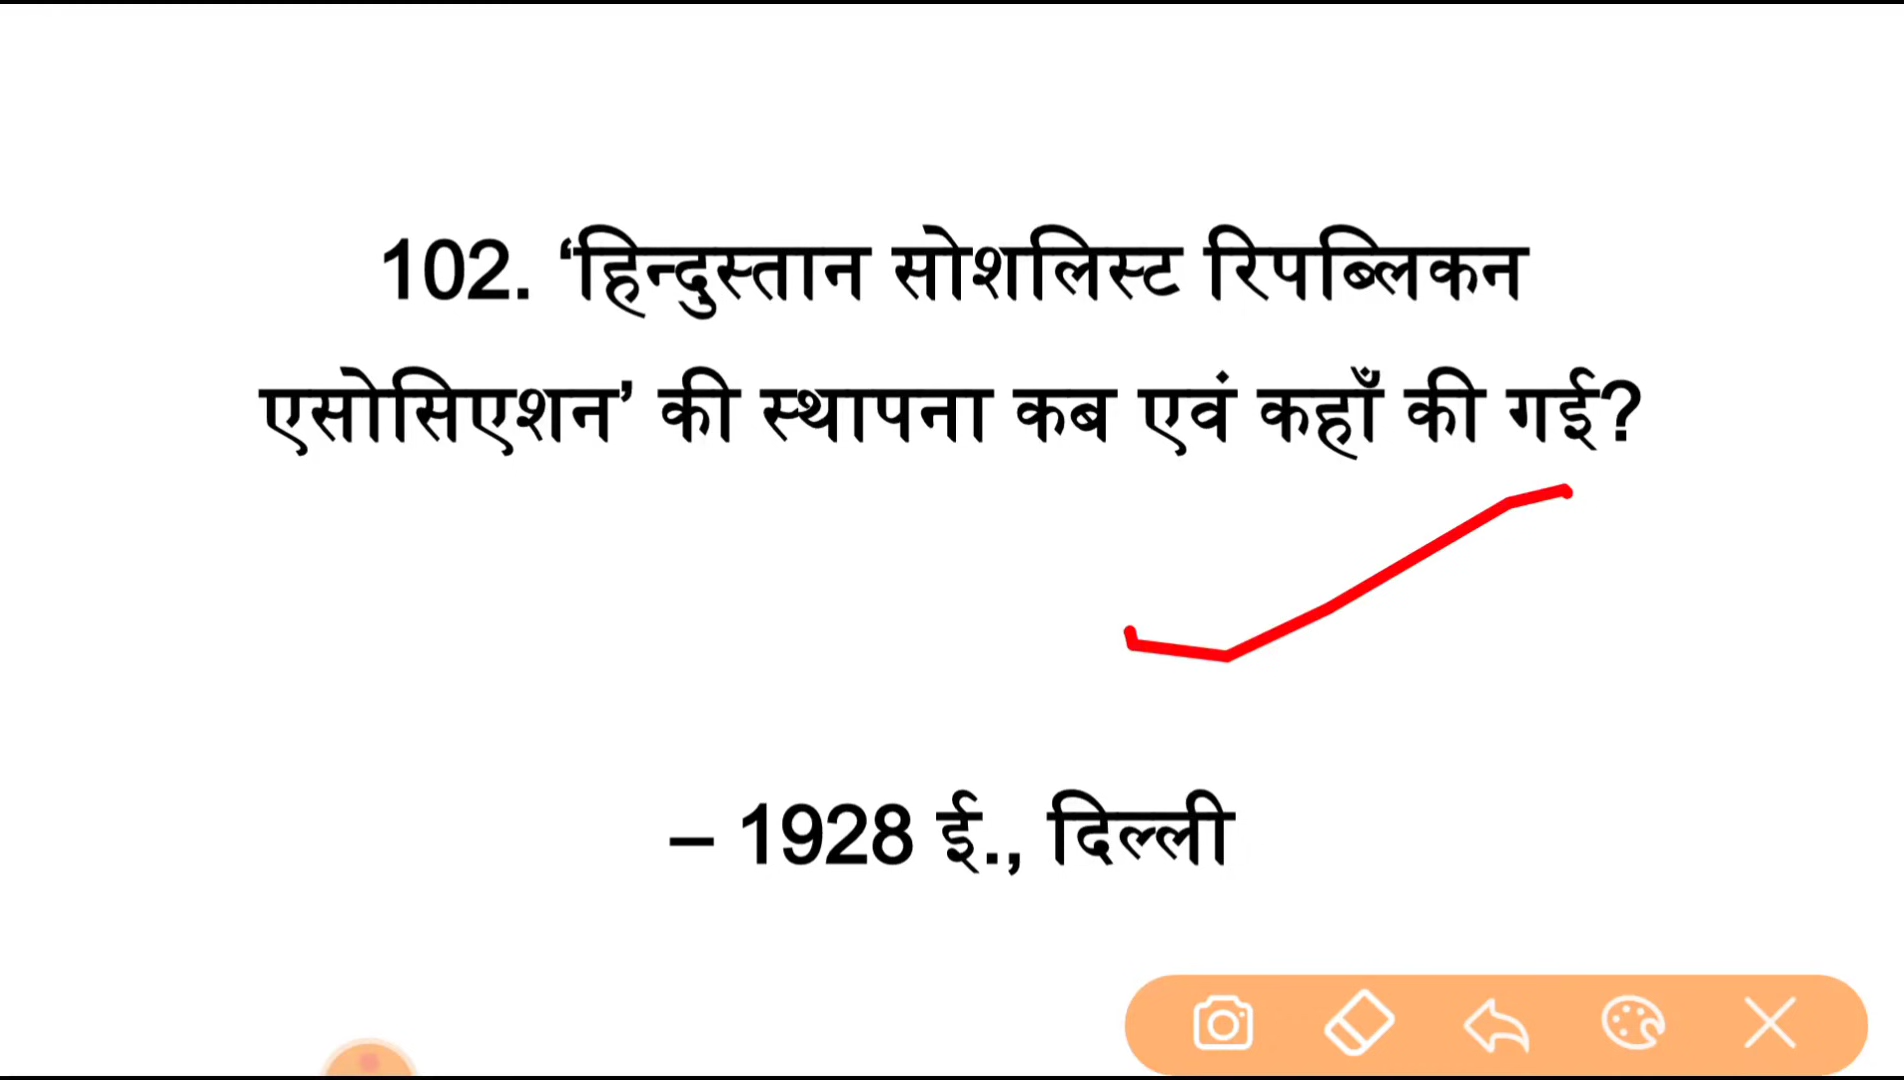 102. ‘हिन्दुस्तान सोशलिस्ट रिपब्लिकन
एसोसिएशन’ की स्थापना कब एवं कहाँ की गई?
– 1928 ई., दिल्ली